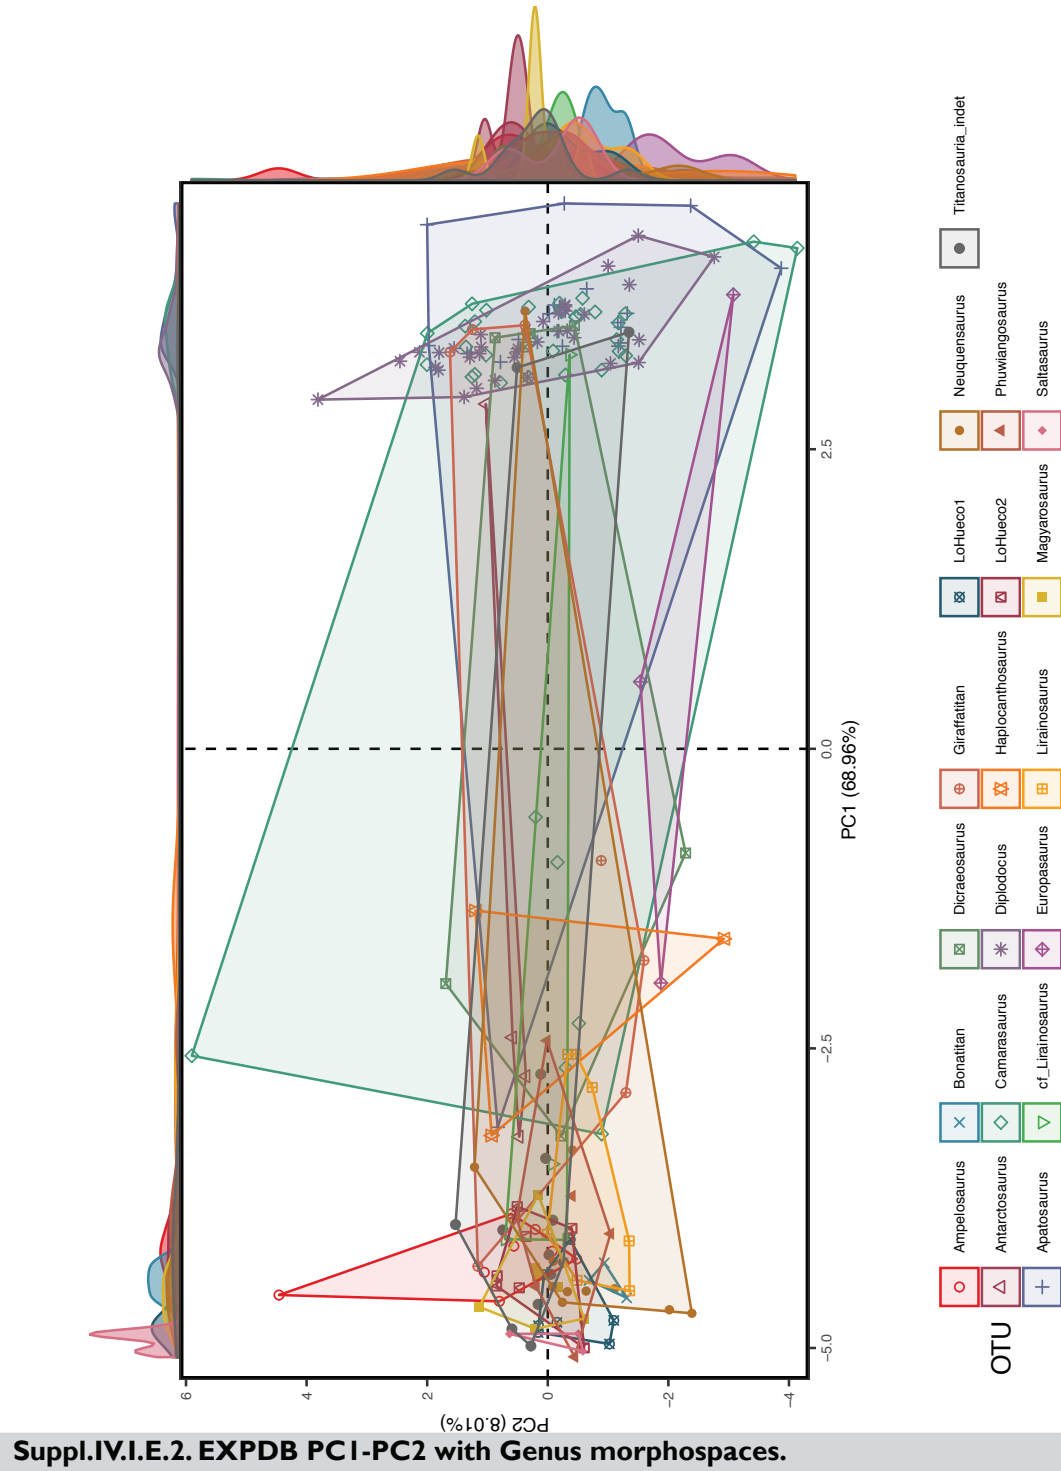 6
4
2
0
−2
−4
PC2 (8.01%)
−5.0
−2.5
0.0
2.5
PC1 (68.96%)
OTU
Ampelosaurus
Antarctosaurus
Apatosaurus
Bonatitan
Camarasaurus
cf_Lirainosaurus
Dicraeosaurus
Diplodocus
Europasaurus
Giraffatitan
Haplocanthosaurus
Lirainosaurus
LoHueco1
LoHueco2
Magyarosaurus
Neuquensaurus
Phuwiangosaurus
Saltasaurus
Titanosauria_indet
Suppl.IV.I.E.2. EXPDB PC1-PC2 with Genus morphospaces.